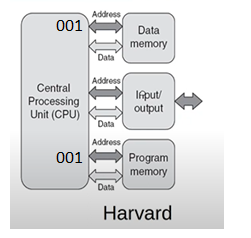 001
Address
Data
memory
Data
Central
Processing
Unit (CPU)
Address
Input/
output
Data
001
Address
Program
memory
Data
Harvard